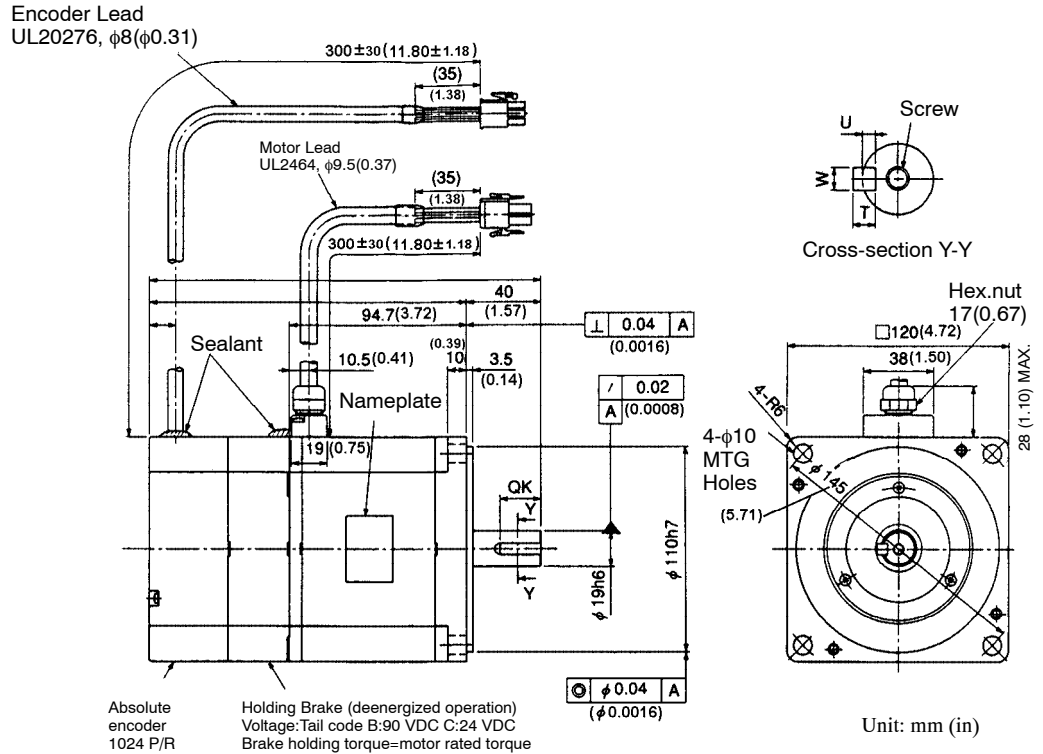 Encoder Lead
UL20276, ϕ8(ϕ0.31)
300±30(11.80±1.18)
(35)
(1.38)
Motor Lead
UL2464, ϕ9.5(0.37)
(35)
(1.38)
300±30(11.80±1.18)
U
Screw
W
T
Cross-section Y-Y
40
(1.57)
94.7(3.72)
⊥ 0.04 A
(0.0016)
Sealant
10.5(0.41)
(0.39)
10
3.5
(0.14)
/ 0.02
A (0.0008)
Nameplate
19 (0.75)
QK
Y
Y
ϕ19h6
ϕ110h7
◎ ϕ0.04 A
(ϕ0.0016)
Hex.nut
17(0.67)
□120(4.72)
38(1.50)
28 (1.10) MAX.
4-R6
4-ϕ10
MTG
Holes
ϕ145
(5.71)
Absolute
encoder
1024 P/R
Holding Brake (deenergized operation)
Voltage:Tail code B:90 VDC C:24 VDC
Brake holding torque=motor rated torque
Unit: mm (in)